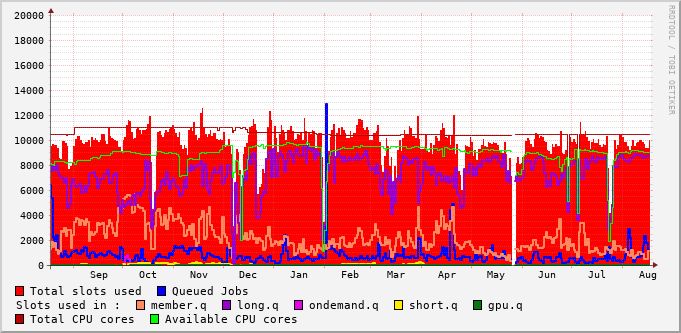 20000
18000
16000
14000
12000
10000
8000
6000
4000
2000
0
Sep Oct Nov Dec Jan Feb Mar Apr May Jun Jul Aug
RRDTOOL / TOBI OETIKER
Total slots used Queued Jobs
Slots used in : member.q long.q ondemand.q short.q gpu.q
Total CPU cores Available CPU cores